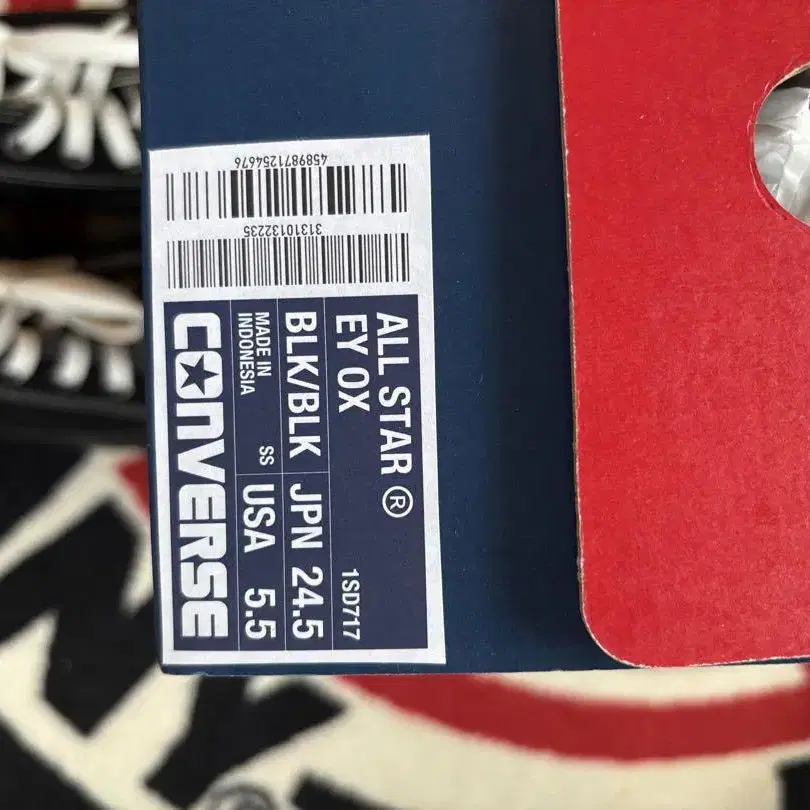 4589871254676
31310132235
ALL STAR ®
EY OX
1SD717
BLK/BLK JPN 24.5
MADE IN
INDONESIA
SS USA 5.5
CONVERSE